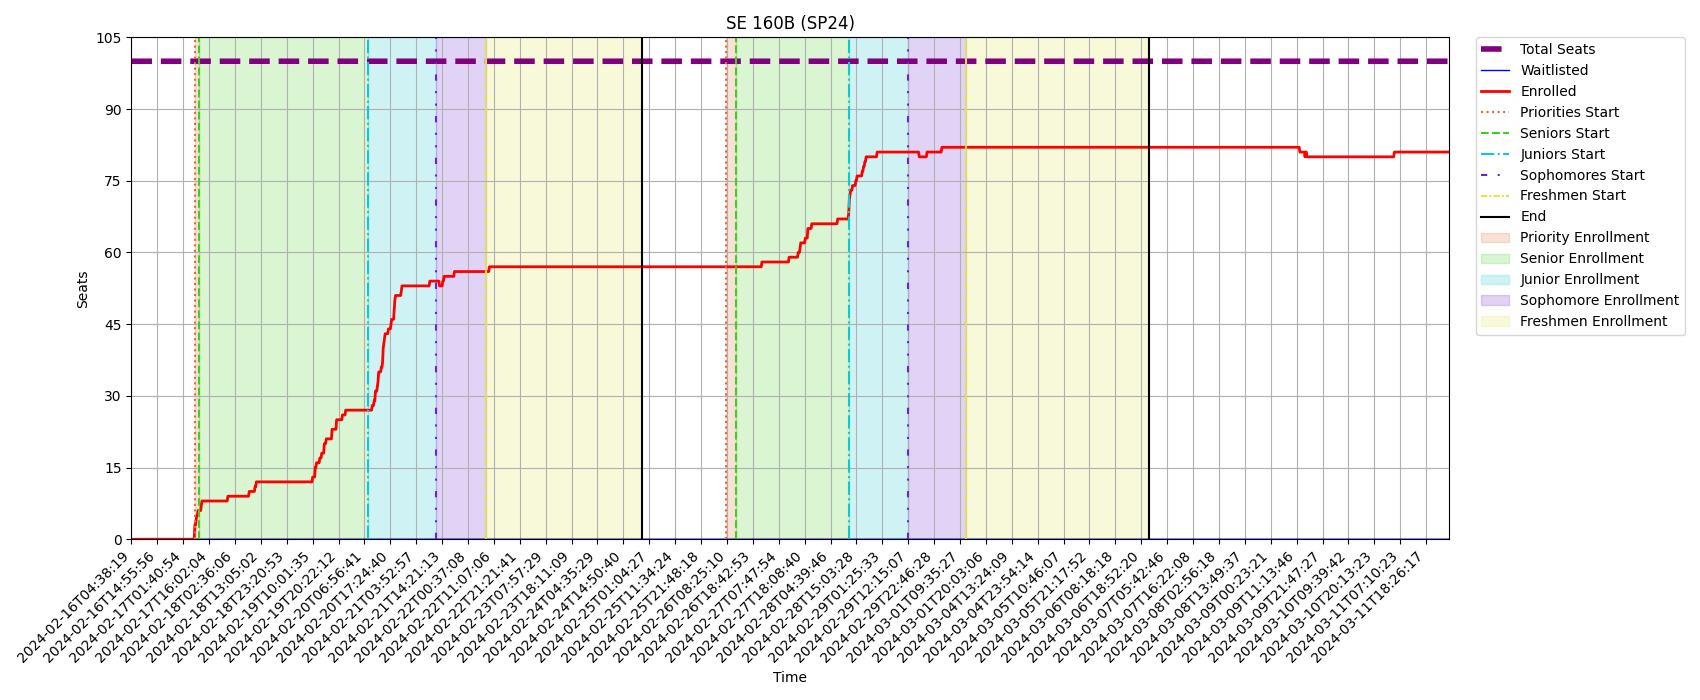 SE 160B (SP24)
105
90
75
60
45
30
15
0
Seats
2024-02-16T04:38:19
2024-02-16T14:55:56
2024-02-17T01:40:54
2024-02-17T16:02:04
2024-02-18T02:36:06
2024-02-18T13:05:02
2024-02-18T23:20:53
2024-02-19T10:01:35
2024-02-19T20:22:12
2024-02-20T06:56:41
2024-02-20T17:24:40
2024-02-21T03:52:57
2024-02-21T14:21:13
2024-02-22T00:37:08
2024-02-22T11:07:06
2024-02-22T21:21:41
2024-02-23T07:57:29
2024-02-23T18:11:09
2024-02-24T04:35:29
2024-02-24T14:50:40
2024-02-25T01:04:27
2024-02-25T11:34:24
2024-02-25T21:48:18
2024-02-26T08:25:10
2024-02-26T18:42:53
2024-02-27T07:47:54
2024-02-27T18:08:40
2024-02-28T04:39:46
2024-02-28T15:03:28
2024-02-29T01:25:33
2024-02-29T12:15:07
2024-02-29T22:46:28
2024-03-01T09:35:27
2024-03-01T20:03:06
2024-03-04T13:24:09
2024-03-04T23:54:14
2024-03-05T10:46:07
2024-03-05T21:17:52
2024-03-06T08:18:18
2024-03-06T18:52:20
2024-03-07T05:42:46
2024-03-07T16:22:08
2024-03-08T02:56:18
2024-03-08T13:49:37
2024-03-09T00:23:21
2024-03-09T11:13:46
2024-03-09T21:47:27
2024-03-10T09:39:42
2024-03-10T20:13:23
2024-03-11T07:10:23
2024-03-11T18:26:17
Time
Total Seats
Waitlisted
Enrolled
Priorities Start
Seniors Start
Juniors Start
Sophomores Start
Freshmen Start
End
Priority Enrollment
Senior Enrollment
Junior Enrollment
Sophomore Enrollment
Freshmen Enrollment